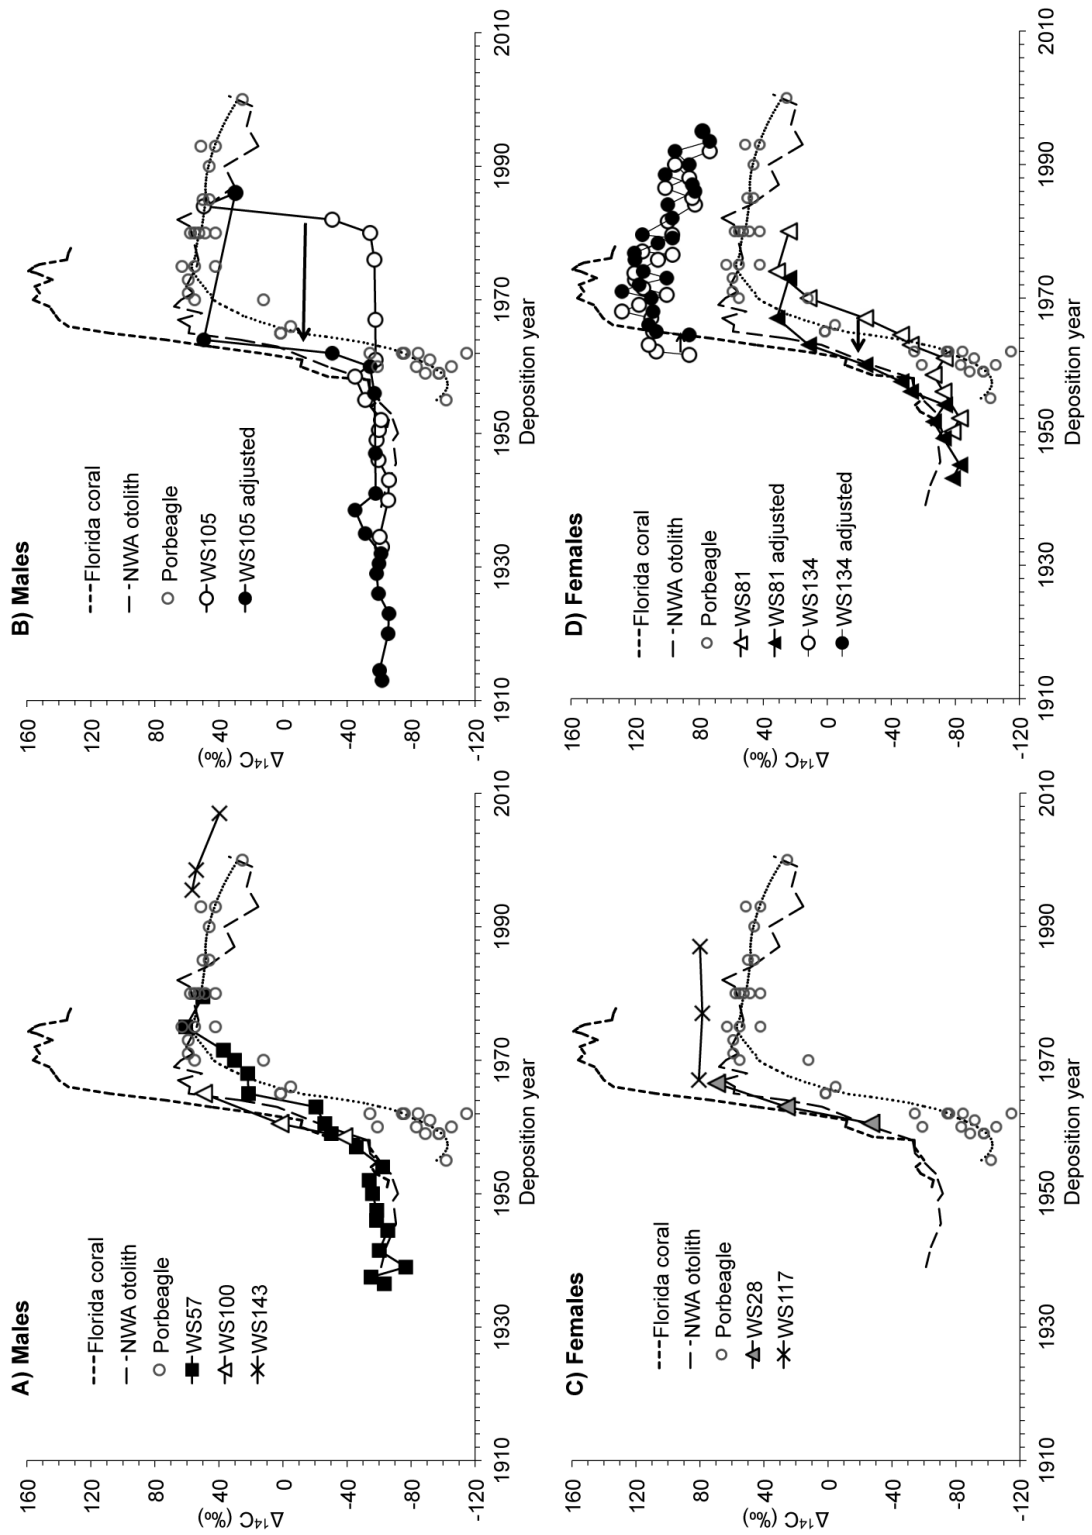 A) Males
Florida coral
NWA otolith
Porbeagle
WS57
WS100
WS143
160
120
80
40
0
-40
-80
-120
Δ¹⁴C (‰)
1910
1930
1950
1970
1990
2010
Deposition year
B) Males
Florida coral
NWA otolith
Porbeagle
WS105
WS105 adjusted
160
120
80
40
0
-40
-80
-120
Δ¹⁴C (‰)
1910
1930
1950
1970
1990
2010
Deposition year
C) Females
Florida coral
NWA otolith
Porbeagle
WS28
WS117
160
120
80
40
0
-40
-80
-120
Δ¹⁴C (‰)
1910
1930
1950
1970
1990
2010
Deposition year
D) Females
Florida coral
NWA otolith
Porbeagle
WS81
WS81 adjusted
WS134
WS134 adjusted
160
120
80
40
0
-40
-80
-120
Δ¹⁴C (‰)
1910
1930
1950
1970
1990
2010
Deposition year